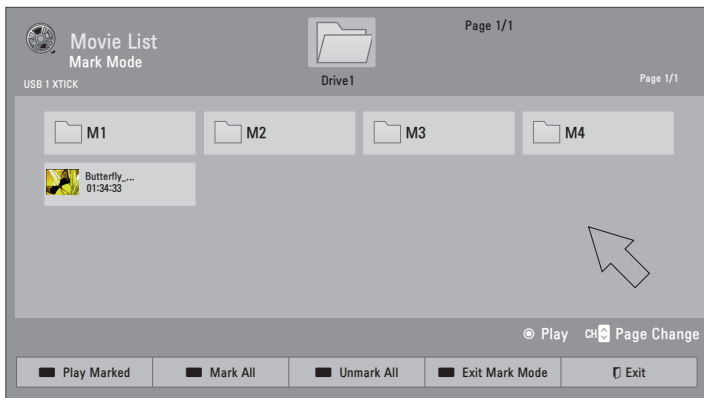 Movie List
Page 1/1
Mark Mode
USB 1 XTICK
Drive1
Page 1/1
M1
M2
M3
M4
Butterfly_...
01:34:33
Play
CH Page Change
Play Marked
Mark All
Unmark All
Exit Mark Mode
Exit